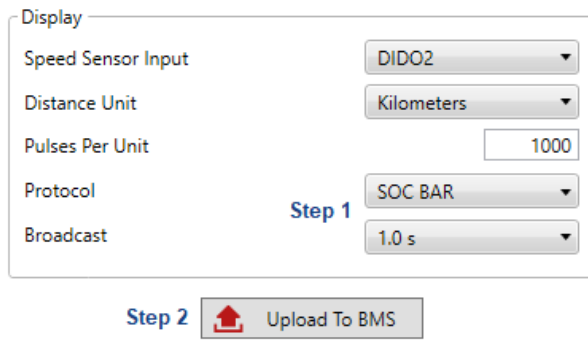 Display
Speed Sensor Input DIDO2
Distance Unit Kilometers
Pulses Per Unit 1000
Protocol SOC BAR
Step 1
Broadcast 1.0 s
Step 2 Upload To BMS